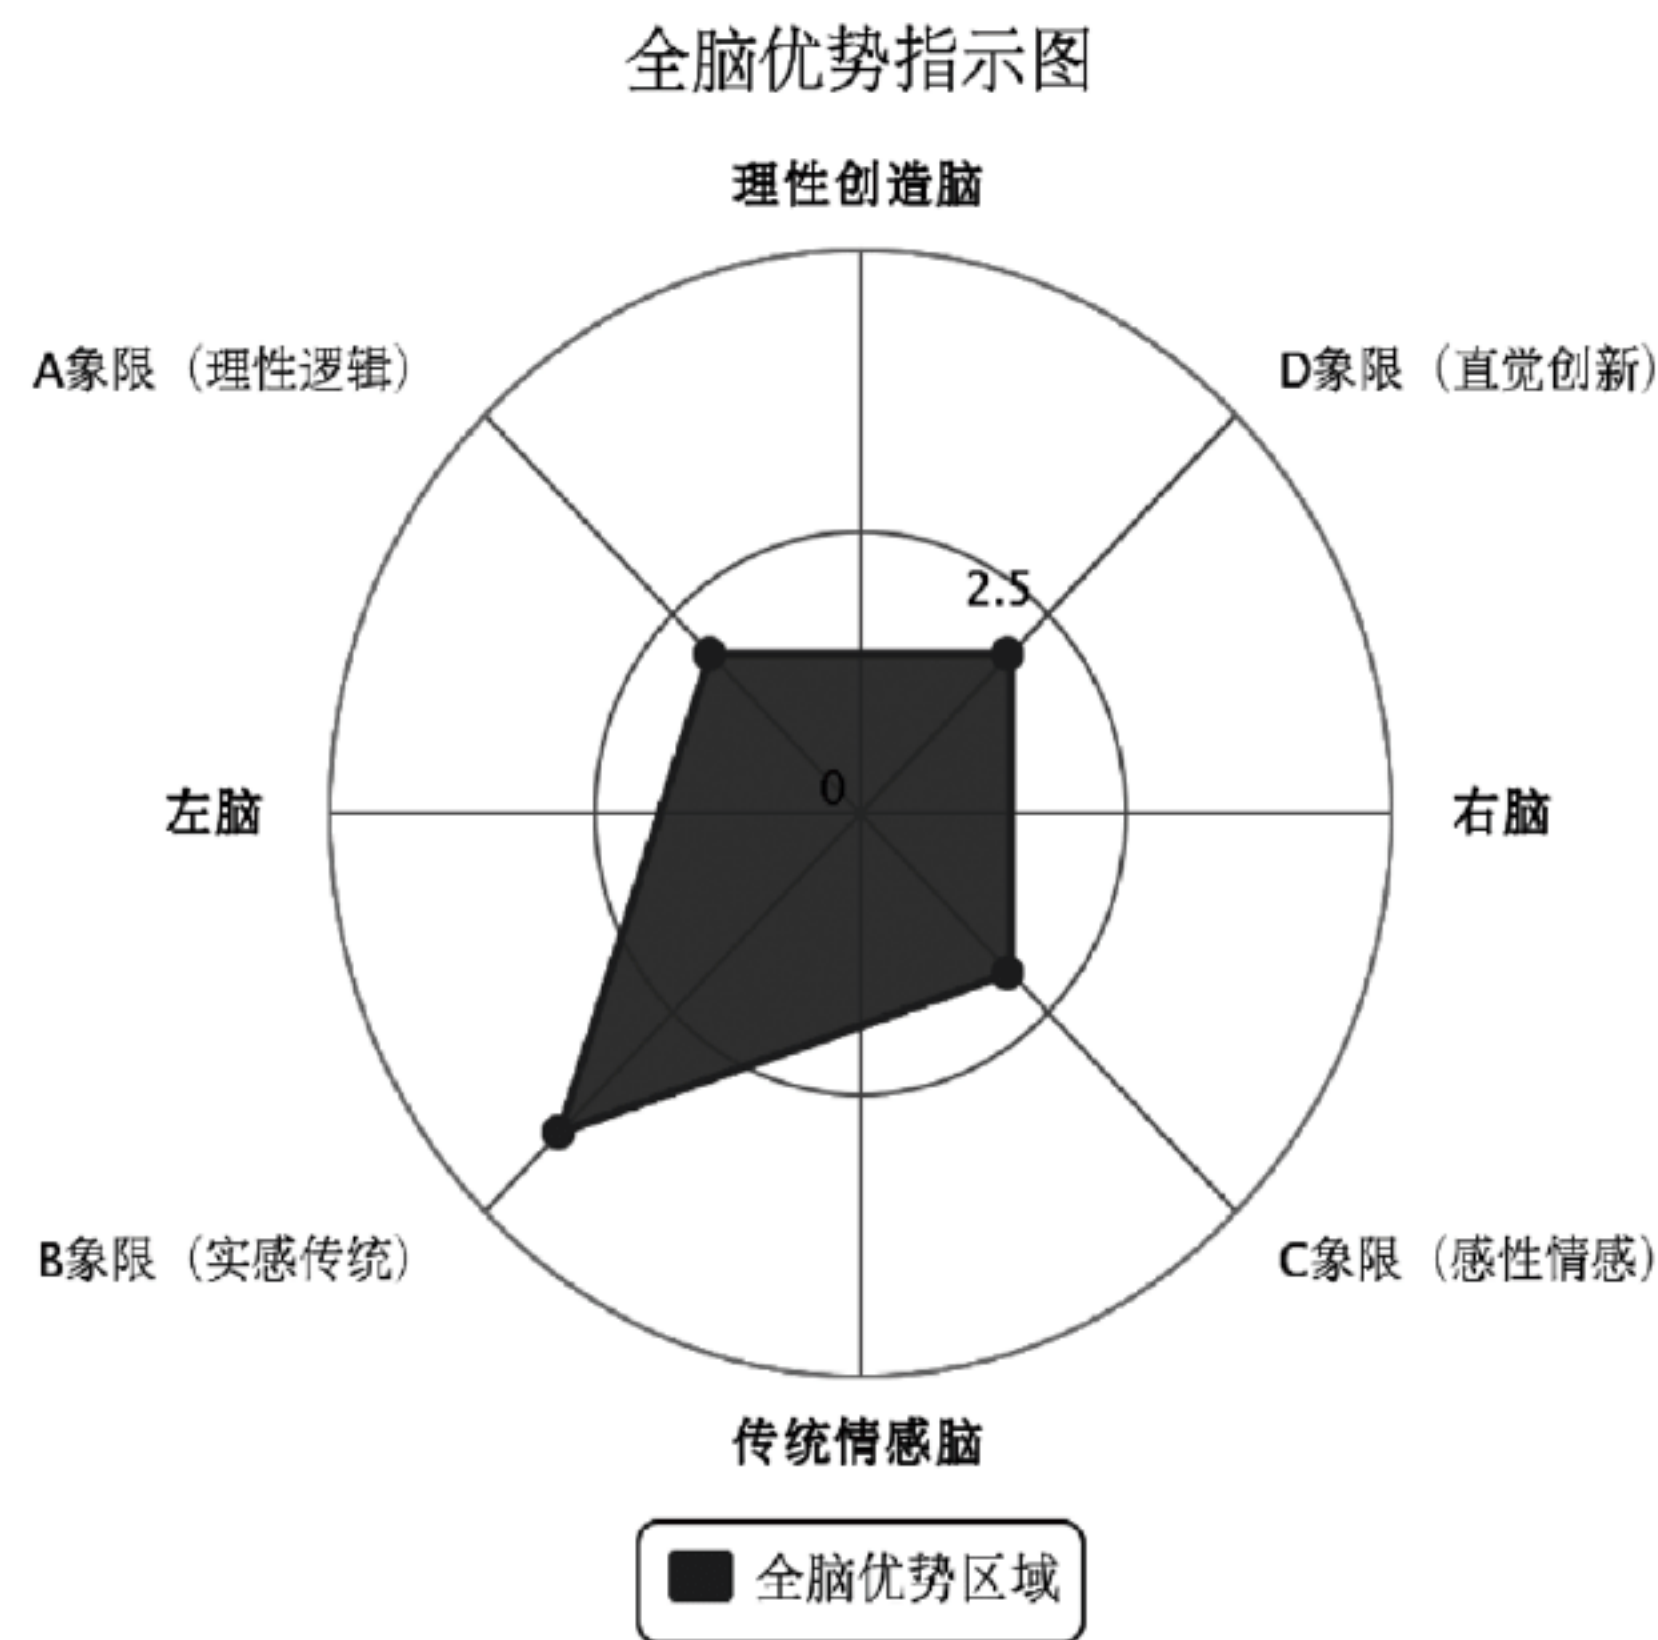 全脑优势指示图
理性创造脑
A象限（理性逻辑）
D象限（直觉创新）
2.5
0
左脑
右脑
B象限（实感传统）
C象限（感性情感）
传统情感脑
全脑优势区域